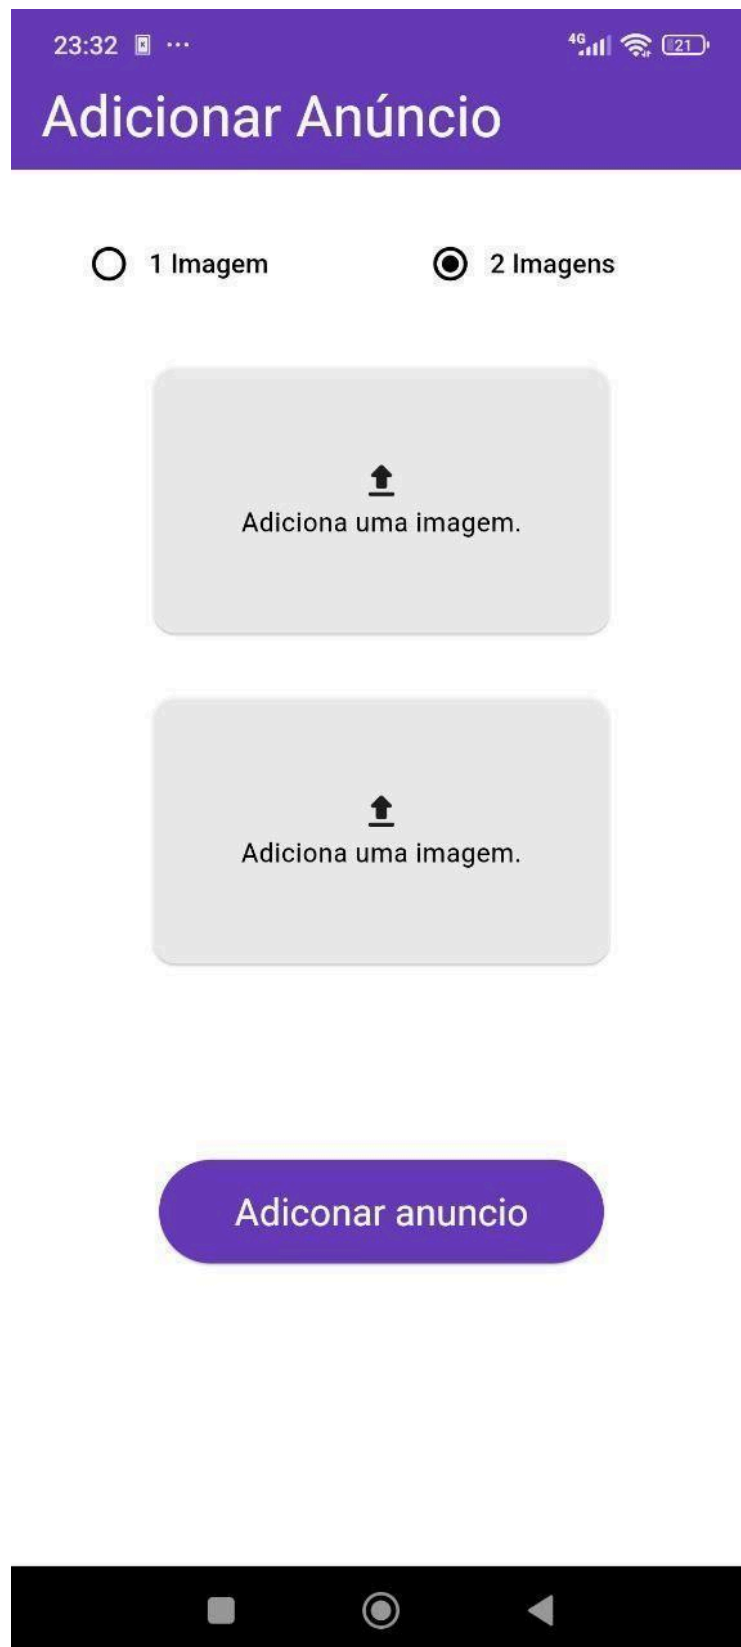 23:32 ...
4G 21
Adicionar Anúncio
1 Imagem
2 Imagens
Adiciona uma imagem.
Adiciona uma imagem.
Adiconar anuncio